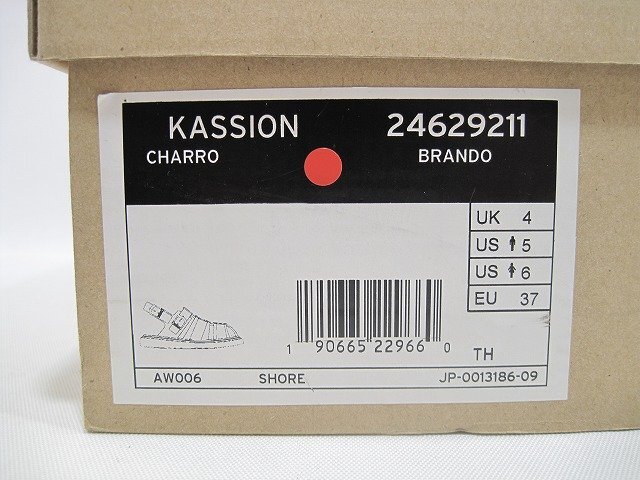 KASSION 24629211
CHARRO BRANDO
UK 4
US 5
US 6
EU 37
1 90665 22966 0
TH
AW006 SHORE JP-0013186-09